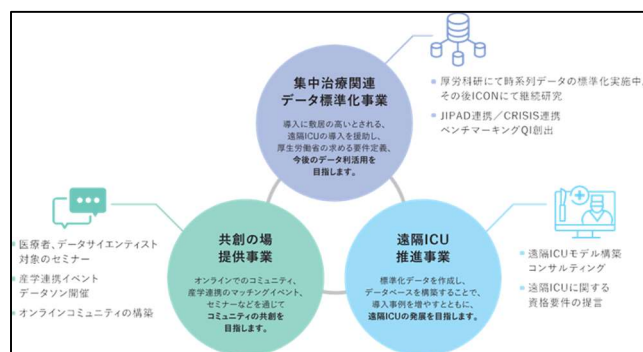 集中治療関連
データ標準化事業
導入に敷居の高いとされる、
遠隔ICUの導入を援助し、
厚生労働省の求める要件定義、
今後のデータ利活用を
目指します。
厚労科研にて時系列データの標準化実施中。
その後ICONにて継続研究
JIPAD連携／CRISIS連携
ベンチマーキングQI創出
共創の場
提供事業
オンラインでのコミュニティ、
産学連携のマッチングイベント、
セミナーなどを通じて
コミュニティの共創を
目指します。
医療者、データサイエンティスト
対象のセミナー
産学連携イベント
データソン開催
オンラインコミュニティの構築
遠隔ICU
推進事業
標準化データを作成し、
データベースを構築することで、
導入事例を増やすとともに、
遠隔ICUの発展を目指します。
遠隔ICUモデル構築
コンサルティング
遠隔ICUに関する
資格要件の提言